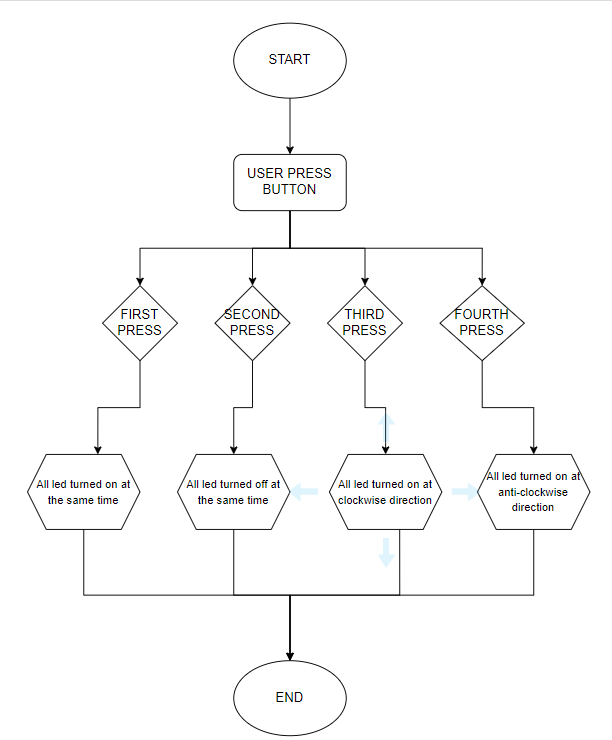 START
USER PRESS
BUTTON
FIRST
PRESS
SECOND
PRESS
THIRD
PRESS
FOURTH
PRESS
All led turned on at
the same time
All led turned off at
the same time
All led turned on at
clockwise direction
All led turned on at
anti-clockwise
direction
END